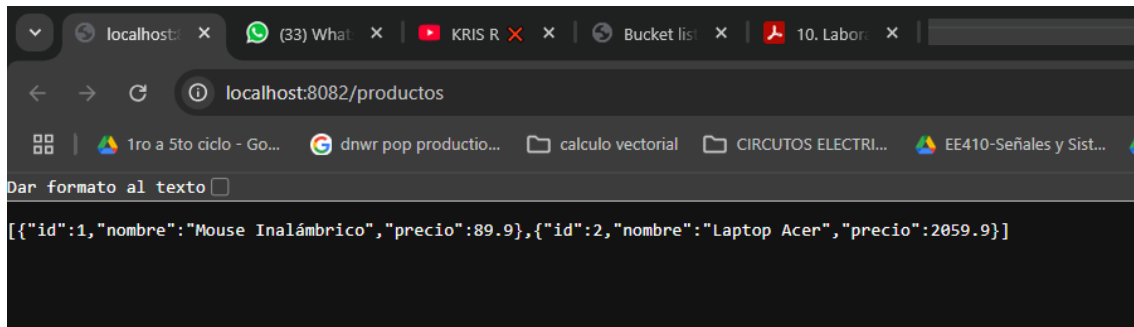 localhost:
(33) What
KRIS R
Bucket list
10. Labora
localhost:8082/productos
1ro a 5to ciclo - Go...
dnwr pop productio...
calculo vectorial
CIRCUTOS ELECTRI...
EE410-Señales y Sist...
Dar formato al texto
[{"id":1,"nombre":"Mouse Inalámbrico","precio":89.9},{"id":2,"nombre":"Laptop Acer","precio":2059.9}]